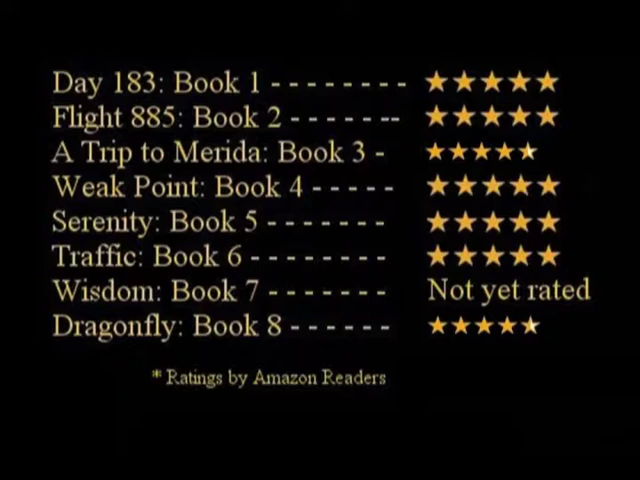 Day 183: Book 1 - - - - - - - - ★★★★★
Flight 885: Book 2 - - - - - -- ★★★★★
A Trip to Merida: Book 3 - ★★★★⯪
Weak Point: Book 4 - - - - - ★★★★★
Serenity: Book 5 - - - - - - - ★★★★★
Traffic: Book 6 - - - - - - - - ★★★★★
Wisdom: Book 7 - - - - - - - Not yet rated
Dragonfly: Book 8 - - - - - - ★★★★⯪
* Ratings by Amazon Readers